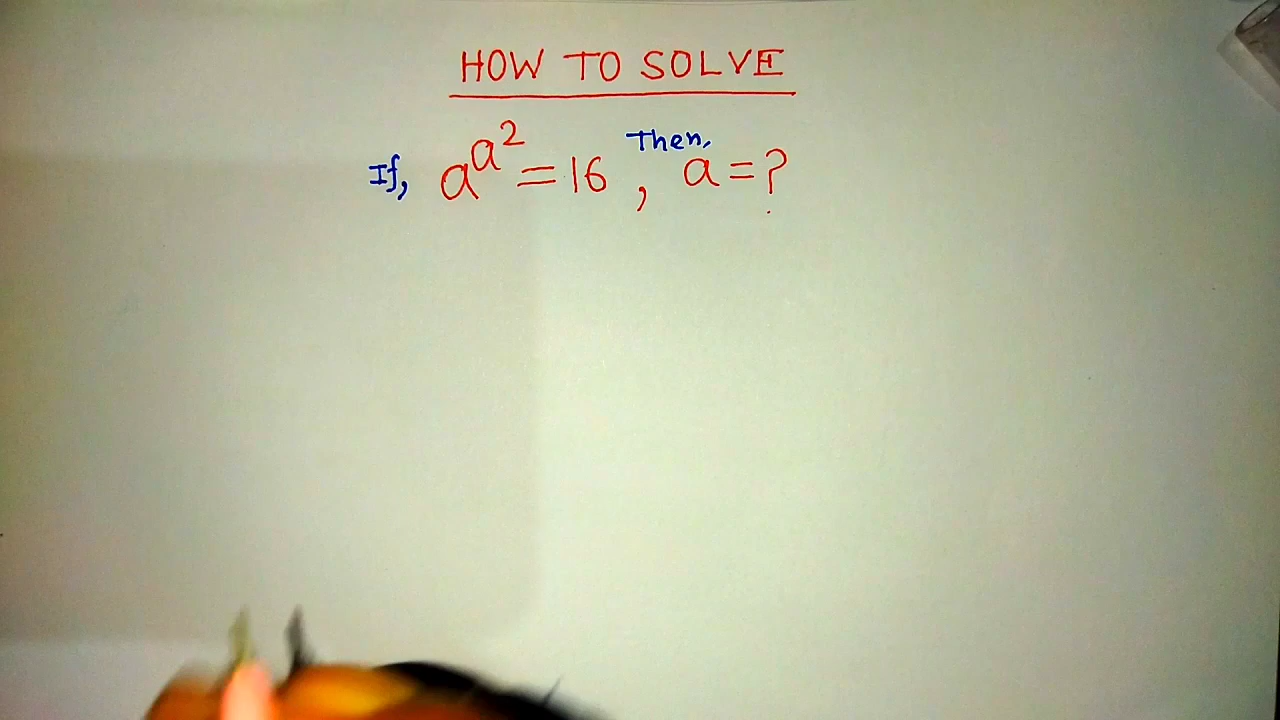 HOW TO SOLVE
If, a^a^2 = 16 , Then, a = ?